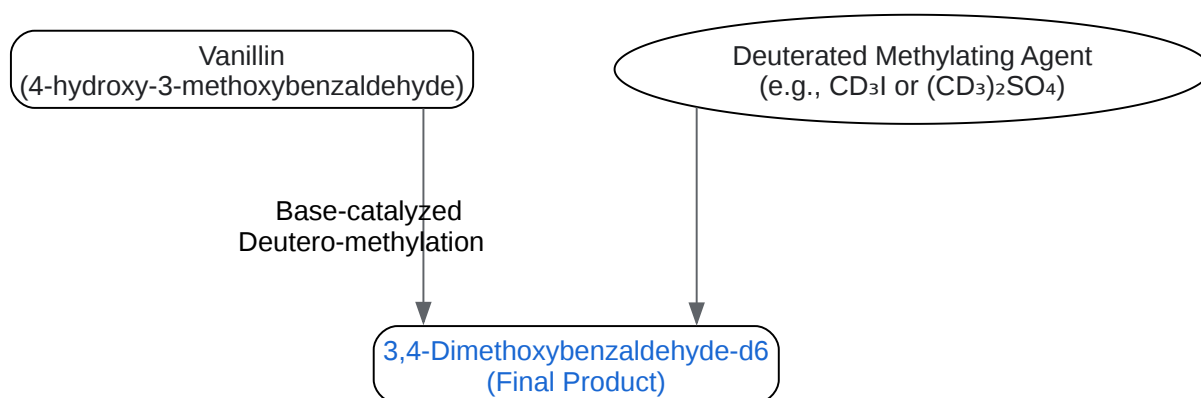 Vanillin
(4-hydroxy-3-methoxybenzaldehyde)
Deuterated Methylating Agent
(e.g., CD₃I or (CD₃)₂SO₄)
Base-catalyzed
Deutero-methylation
3,4-Dimethoxybenzaldehyde-d6
(Final Product)